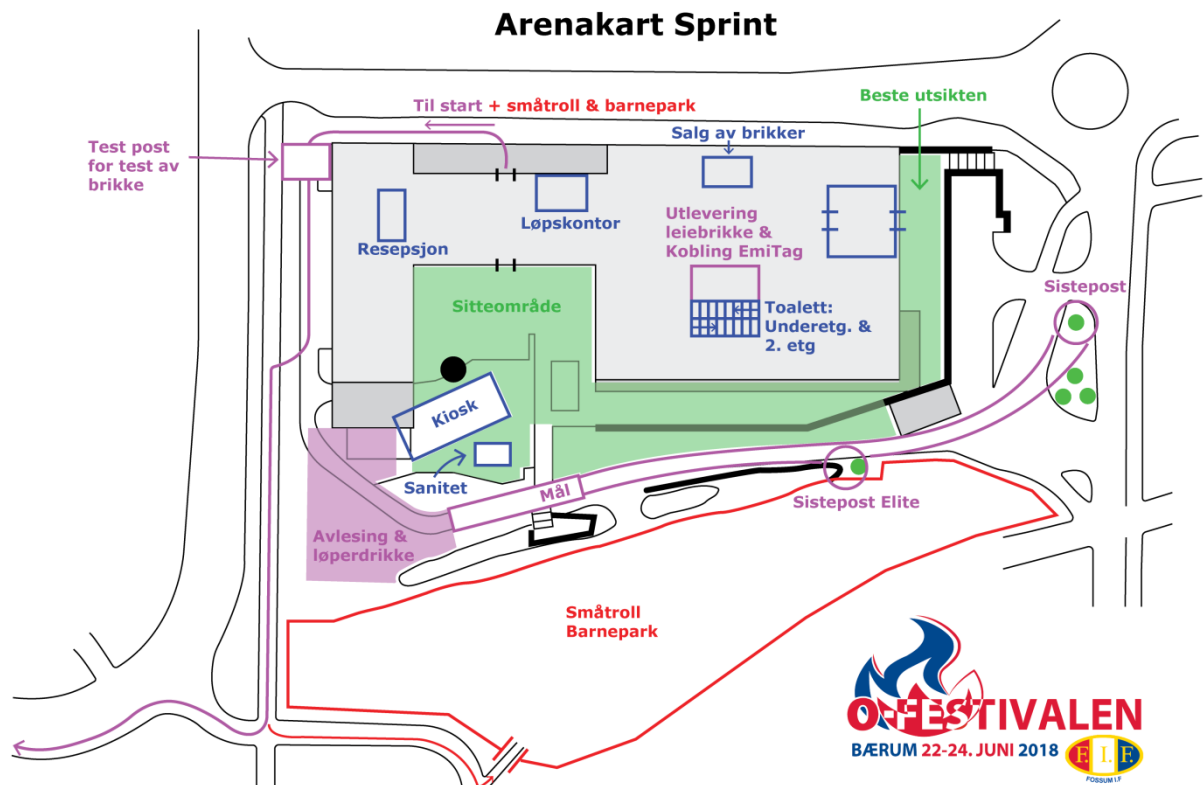 Arenakart Sprint
Til start + småtroll & barnepark
Beste utsikten
Test post
for test av
brikke
Salg av brikker
Resepsjon
Løpskontor
Utlevering
leiebrikke &
Kobling EmiTag
Sistepost
Sitteområde
Toalett:
Underetg. &
2. etg
Kiosk
Sanitet
Mål
Sistepost Elite
Avlesing &
løperdrikke
Småtroll
Barnepark
O-FESTIVALEN
BÆRUM 22-24. JUNI 2018
F.I.F.
FOSSUM I.F